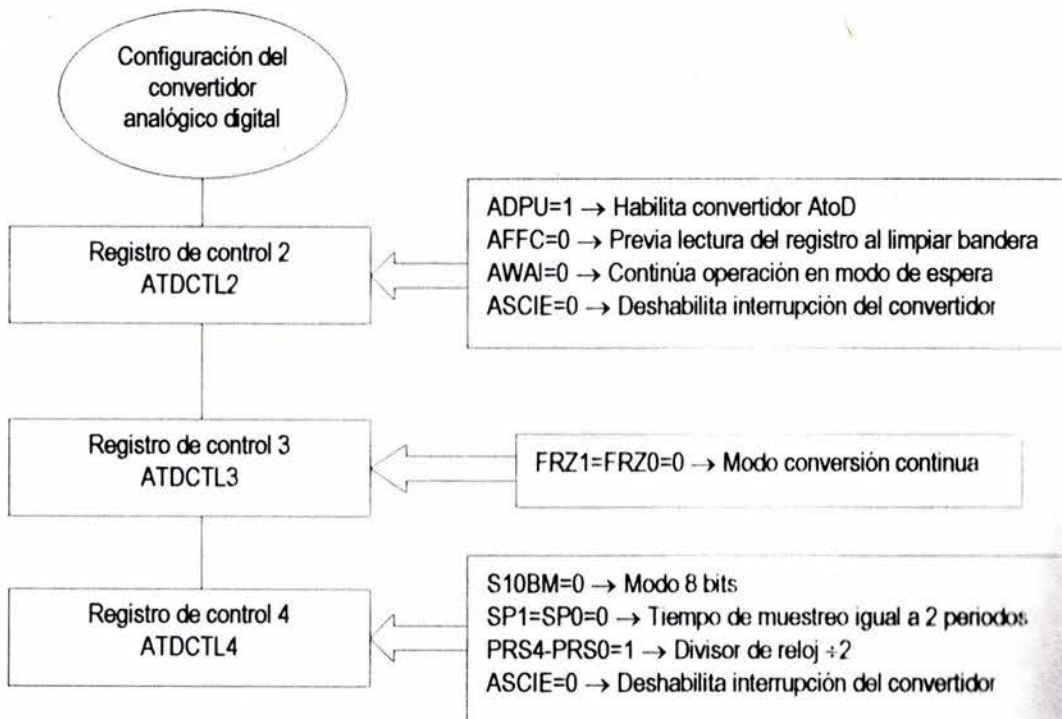 Configuración del
convertidor
analógico digital
Registro de control 2
ATDCTL2
ADPU=1 → Habilita convertidor AtoD
AFFC=0 → Previa lectura del registro al limpiar bandera
AWAI=0 → Continúa operación en modo de espera
ASCIE=0 → Deshabilita interrupción del convertidor
Registro de control 3
ATDCTL3
FRZ1=FRZ0=0 → Modo conversión continua
Registro de control 4
ATDCTL4
S10BM=0 → Modo 8 bits
SP1=SP0=0 → Tiempo de muestreo igual a 2 periodos
PRS4-PRS0=1 → Divisor de reloj ÷2
ASCIE=0 → Deshabilita interrupción del convertidor